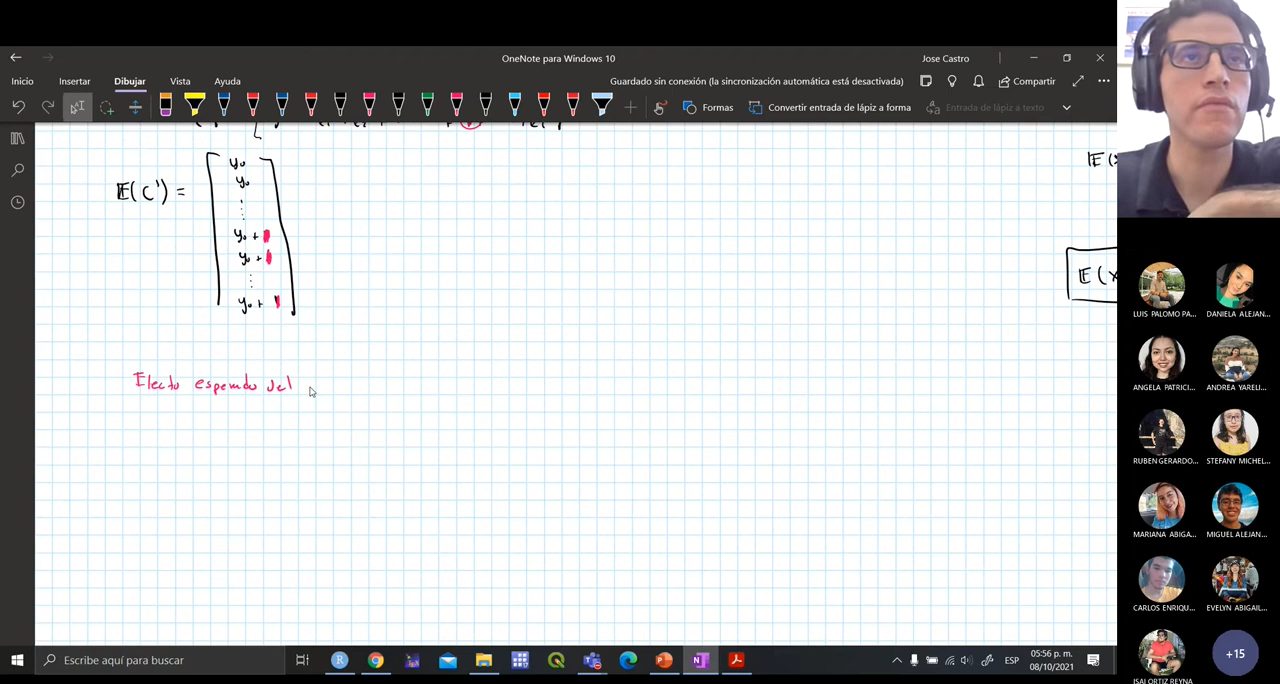 OneNote para Windows 10
Jose Castro
Inicio Insertar Dibujar Vista Ayuda
Guardado sin conexión (la sincronización automática está desactivada)
Compartir
Formas
Convertir entrada de lápiz a forma
Entrada de lápiz a texto
𝔼(C') =
y₀
y₀
⋮
y₀ +
y₀ +
⋮
y₀ +
Efecto esperado del
𝔼(
𝔼(x
LUIS PALOMO PA...
DANIELA ALEJAN...
ANGELA PATRICI...
ANDREA YARELI...
RUBEN GERARDO...
STEFANY MICHEL...
MARIANA ABIGA...
MIGUEL ALEJAN...
CARLOS ENRIQU...
EVELYN ABIGAIL...
ISAI ORTIZ REYNA
+15
Escribe aquí para buscar
ESP
05:56 p. m.
08/10/2021